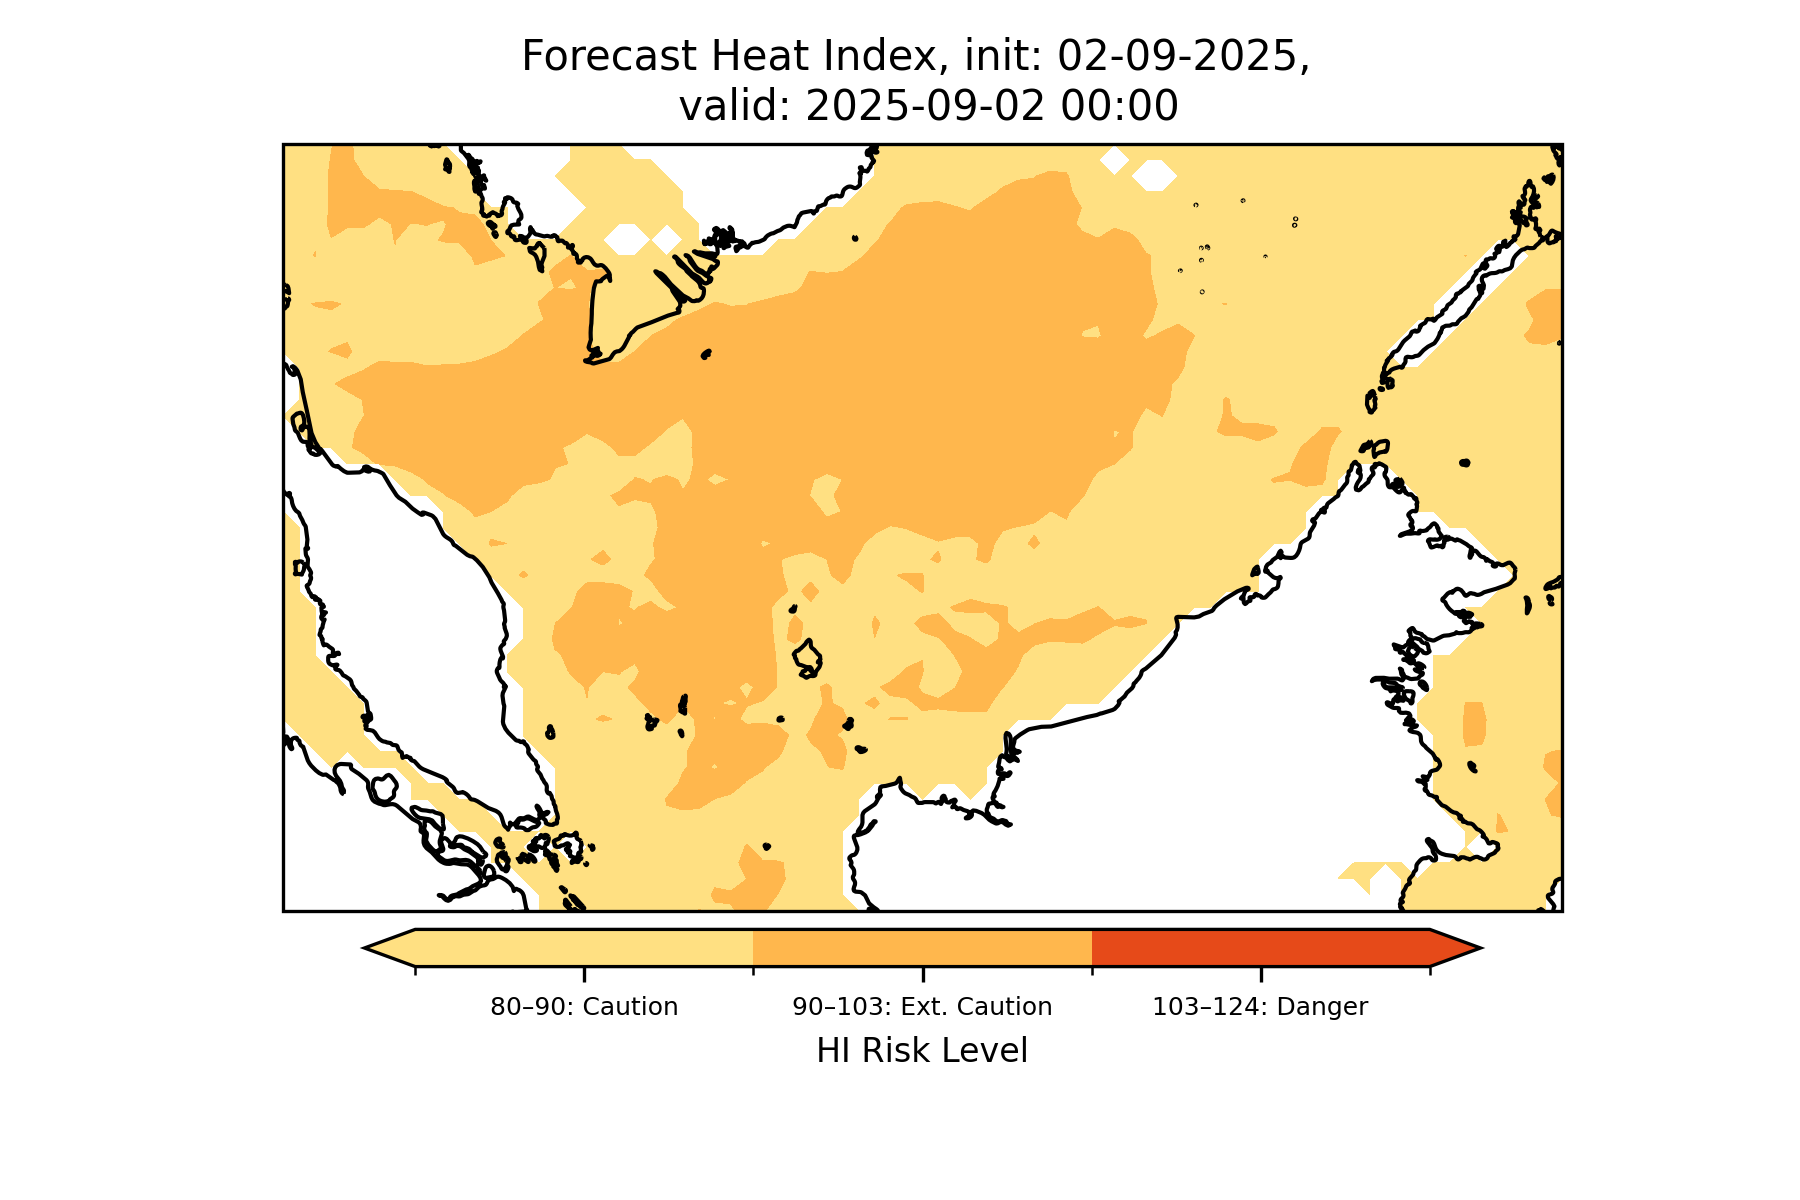 Forecast Heat Index, init: 02-09-2025,
valid: 2025-09-02 00:00
80–90: Caution
90–103: Ext. Caution
103–124: Danger
HI Risk Level